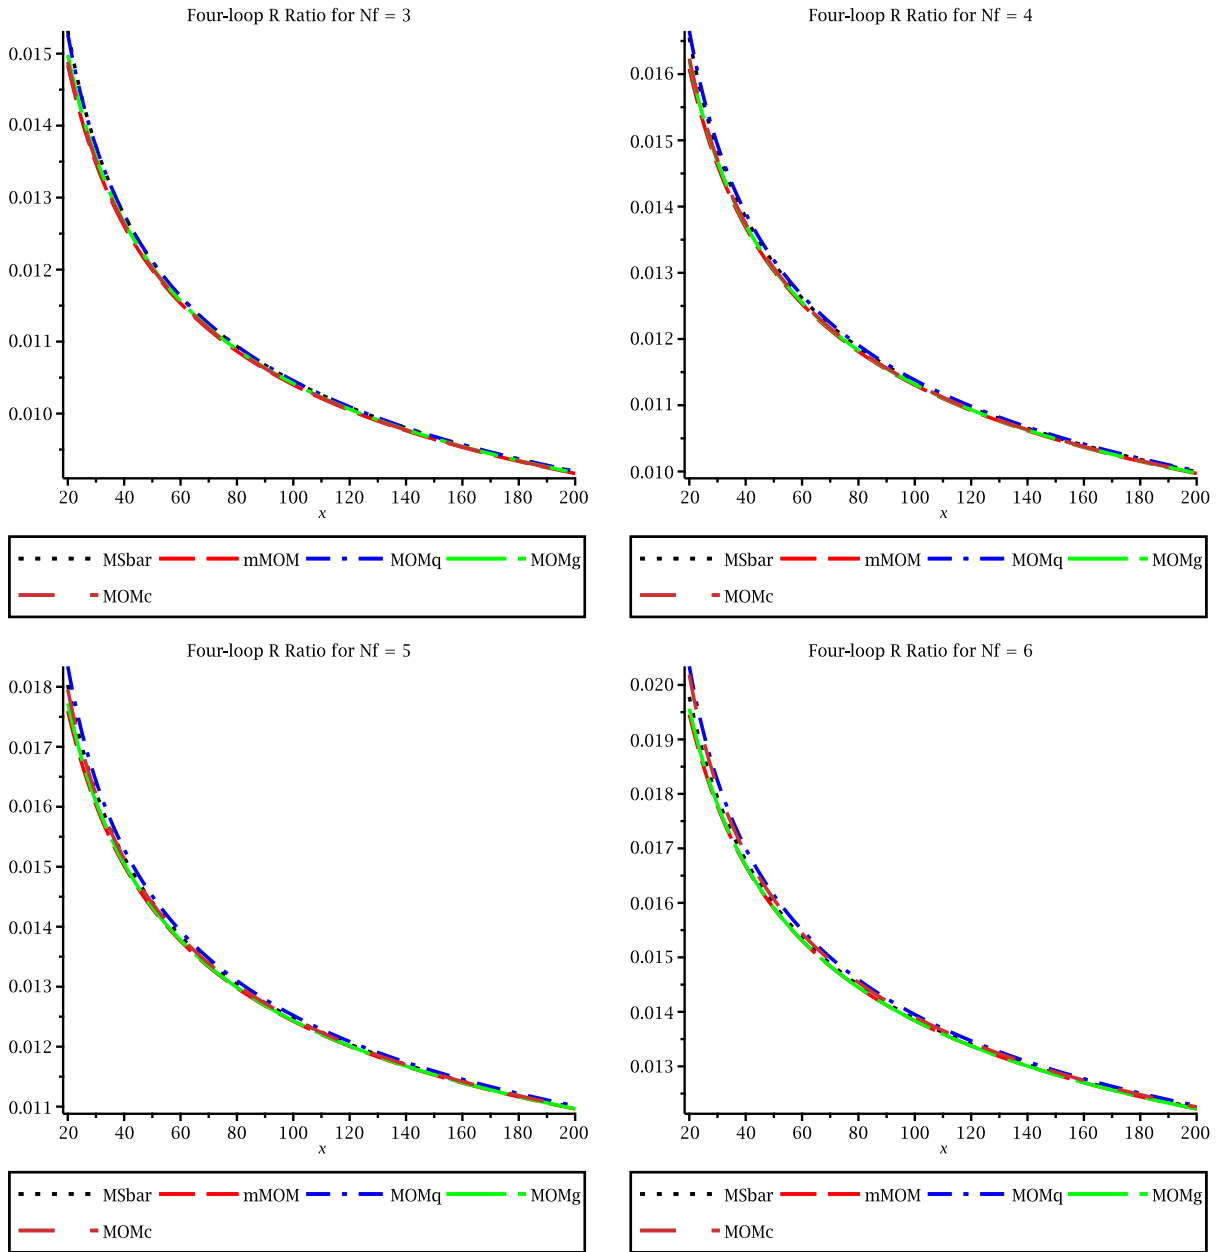 Four-loop R Ratio for Nf = 3
0.015
0.014
0.013
0.012
0.011
0.010
20 40 60 80 100 120 140 160 180 200
x
MSbar mMOM MOMq MOMg
MOMc
Four-loop R Ratio for Nf = 4
0.016
0.015
0.014
0.013
0.012
0.011
0.010
20 40 60 80 100 120 140 160 180 200
x
MSbar mMOM MOMq MOMg
MOMc
Four-loop R Ratio for Nf = 5
0.018
0.017
0.016
0.015
0.014
0.013
0.012
0.011
20 40 60 80 100 120 140 160 180 200
x
MSbar mMOM MOMq MOMg
MOMc
Four-loop R Ratio for Nf = 6
0.020
0.019
0.018
0.017
0.016
0.015
0.014
0.013
20 40 60 80 100 120 140 160 180 200
x
MSbar mMOM MOMq MOMg
MOMc